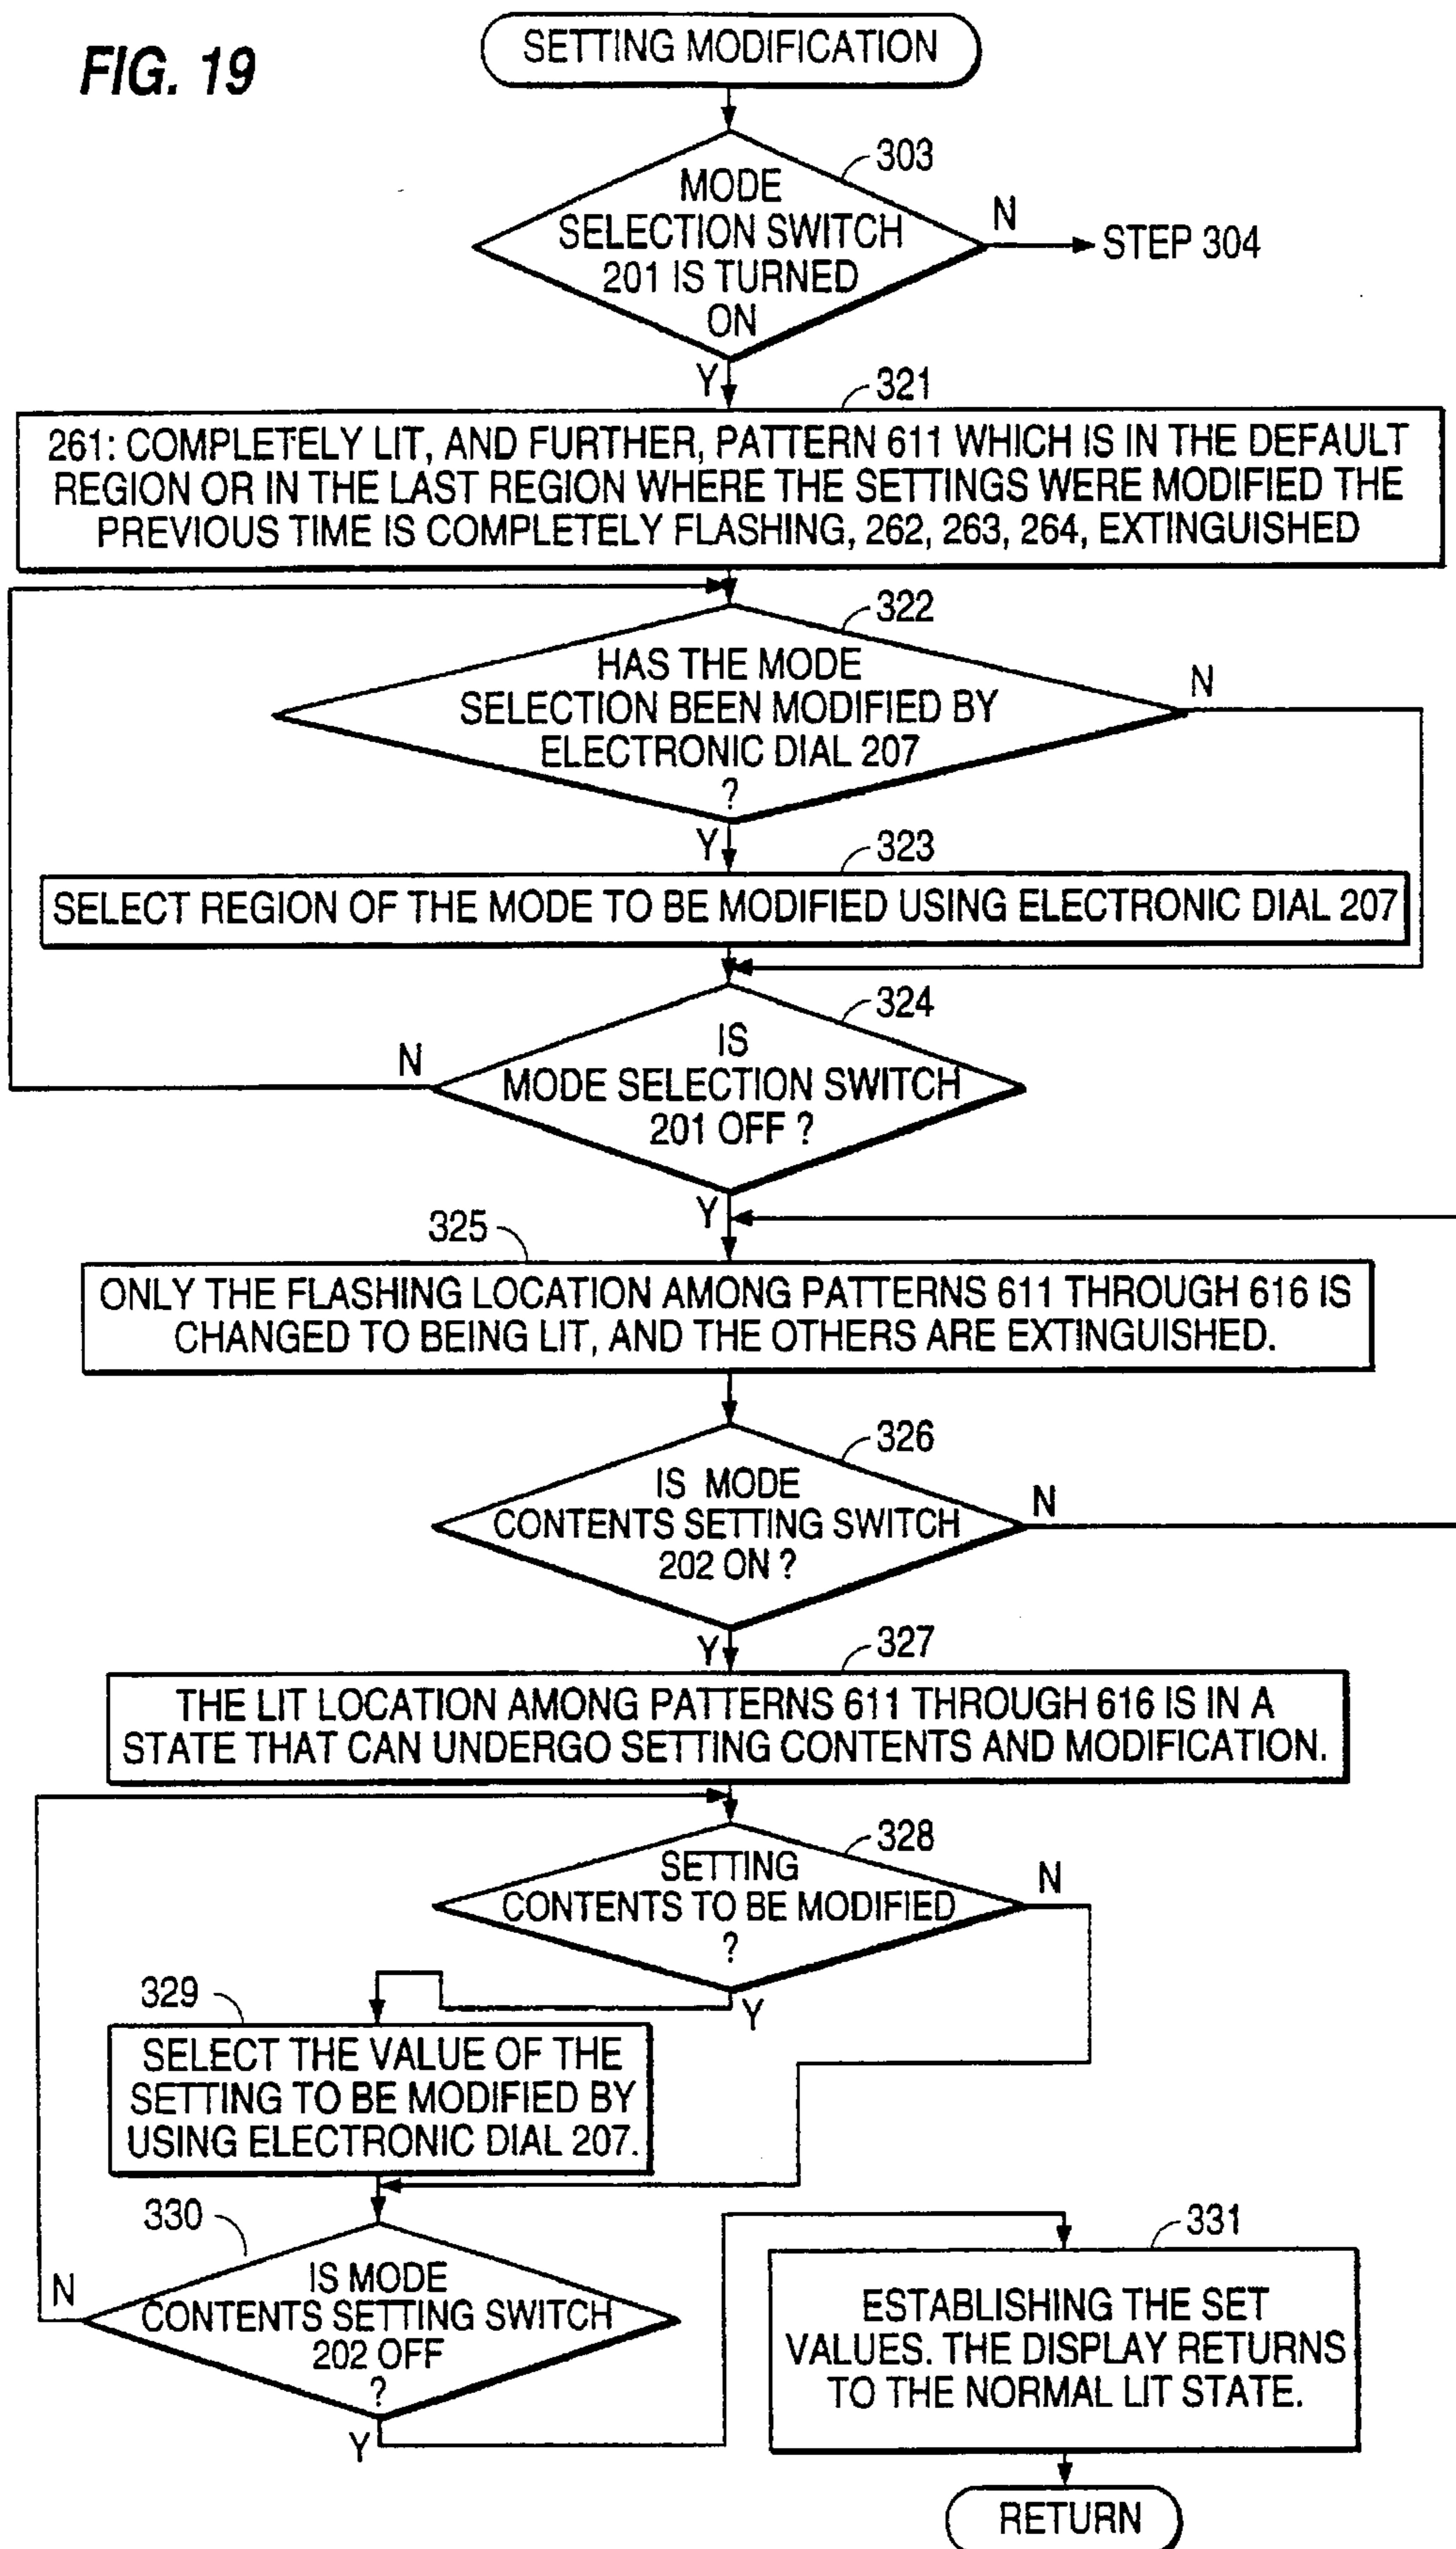 FIG. 19
SETTING MODIFICATION
303
MODE
SELECTION SWITCH
201 IS TURNED
ON
N
STEP 304
Y
321
261: COMPLETELY LIT, AND FURTHER, PATTERN 611 WHICH IS IN THE DEFAULT
REGION OR IN THE LAST REGION WHERE THE SETTINGS WERE MODIFIED THE
PREVIOUS TIME IS COMPLETELY FLASHING, 262, 263, 264, EXTINGUISHED
322
HAS THE MODE
SELECTION BEEN MODIFIED BY
ELECTRONIC DIAL 207
?
N
Y
323
SELECT REGION OF THE MODE TO BE MODIFIED USING ELECTRONIC DIAL 207
324
IS
MODE SELECTION SWITCH
201 OFF ?
N
Y
325
ONLY THE FLASHING LOCATION AMONG PATTERNS 611 THROUGH 616 IS
CHANGED TO BEING LIT, AND THE OTHERS ARE EXTINGUISHED.
326
IS MODE
CONTENTS SETTING SWITCH
202 ON ?
N
Y
327
THE LIT LOCATION AMONG PATTERNS 611 THROUGH 616 IS IN A
STATE THAT CAN UNDERGO SETTING CONTENTS AND MODIFICATION.
328
SETTING
CONTENTS TO BE MODIFIED
?
N
Y
329
SELECT THE VALUE OF THE
SETTING TO BE MODIFIED BY
USING ELECTRONIC DIAL 207.
330
IS MODE
CONTENTS SETTING SWITCH
202 OFF
?
N
Y
331
ESTABLISHING THE SET
VALUES. THE DISPLAY RETURNS
TO THE NORMAL LIT STATE.
RETURN